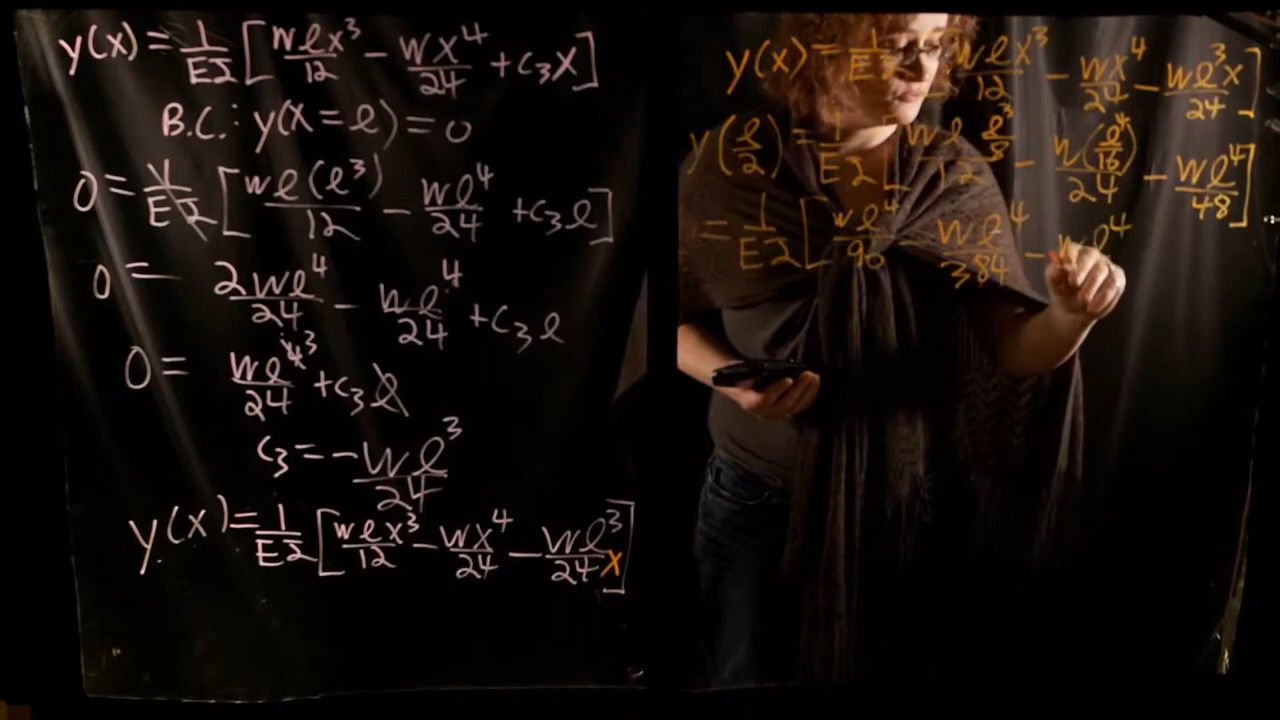 y(x) = 1/EI [wℓx³/12 - wx⁴/24 + c₃x]
B.C.: y(x = ℓ) = 0
0 = 1/EI [wℓ(ℓ³)/12 - wℓ⁴/24 + c₃ℓ]
0 = 2wℓ⁴/24 - wℓ⁴/24 + c₃ℓ
0 = wℓ⁴ ³/24 + c₃ℓ
c₃ = -wℓ³/24
y(x) = 1/EI [wℓx³/12 - wx⁴/24 - wℓ³/24 x]
y(x) = 1/EI [wℓx³/12 - wx⁴/24 - wℓ³x/24]
y(ℓ/2) = 1/EI [wℓ ℓ³/8/12 - w(ℓ⁴/16)/24 - wℓ⁴/48]
= 1/EI [wℓ⁴/96 - wℓ⁴/384 - wℓ⁴